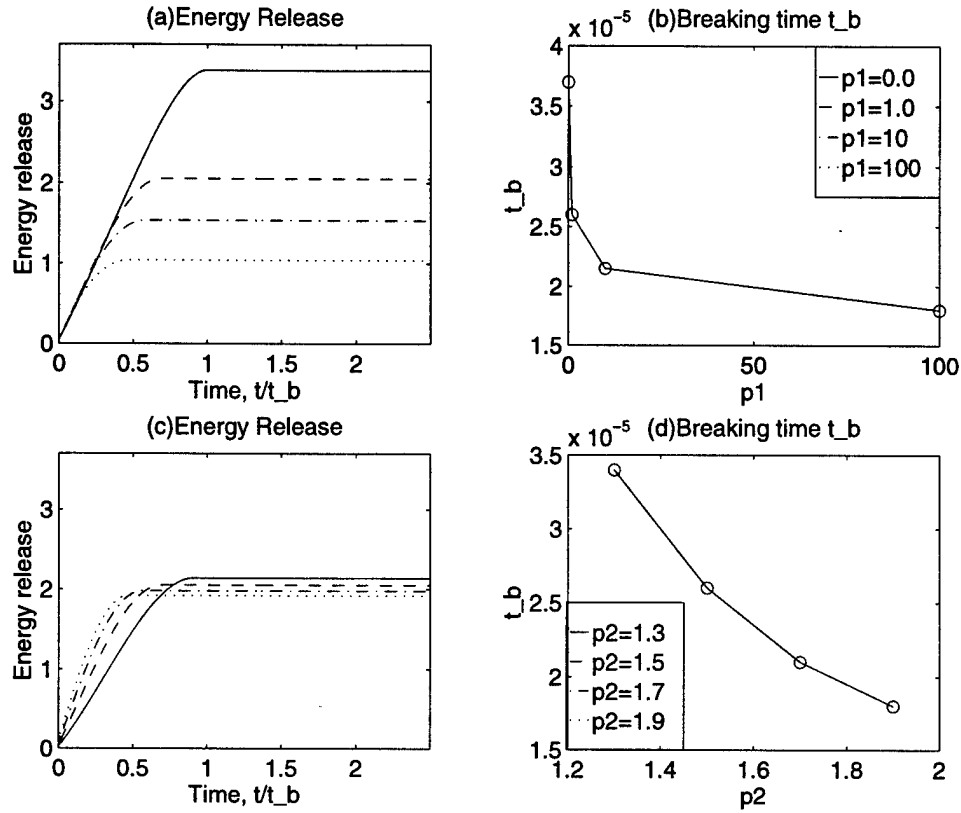 (a)Energy Release
Energy release
3
2
1
0
0 0.5 1 1.5 2
Time, t/t_b
x 10⁻⁵ (b)Breaking time t_b
t_b
4
3.5
3
2.5
2
1.5
0 50 100
p1
p1=0.0
p1=1.0
p1=10
p1=100
(c)Energy Release
Energy release
3
2
1
0
0 0.5 1 1.5 2
Time, t/t_b
x 10⁻⁵ (d)Breaking time t_b
t_b
3.5
3
2.5
2
1.5
1.2 1.4 1.6 1.8 2
p2
p2=1.3
p2=1.5
p2=1.7
p2=1.9